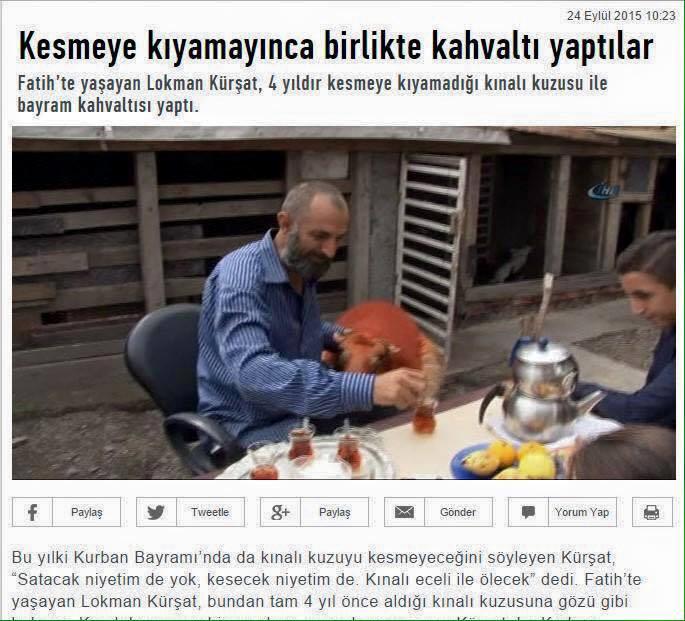 24 Eylül 2015 10:23
Kesmeye kıyamayınca birlikte kahvaltı yaptılar
Fatih'te yaşayan Lokman Kürşat, 4 yıldır kesmeye kıyamadığı kınalı kuzusu ile
bayram kahvaltısı yaptı.
İHA
Paylaş
Tweetle
Paylaş
Gönder
Yorum Yap
Bu yılki Kurban Bayramı'nda da kınalı kuzuyu kesmeyeceğini söyleyen Kürşat,
“Satacak niyetim de yok, kesecek niyetim de. Kınalı eceli ile ölecek” dedi. Fatih'te
yaşayan Lokman Kürşat, bundan tam 4 yıl önce aldığı kınalı kuzusuna gözü gibi